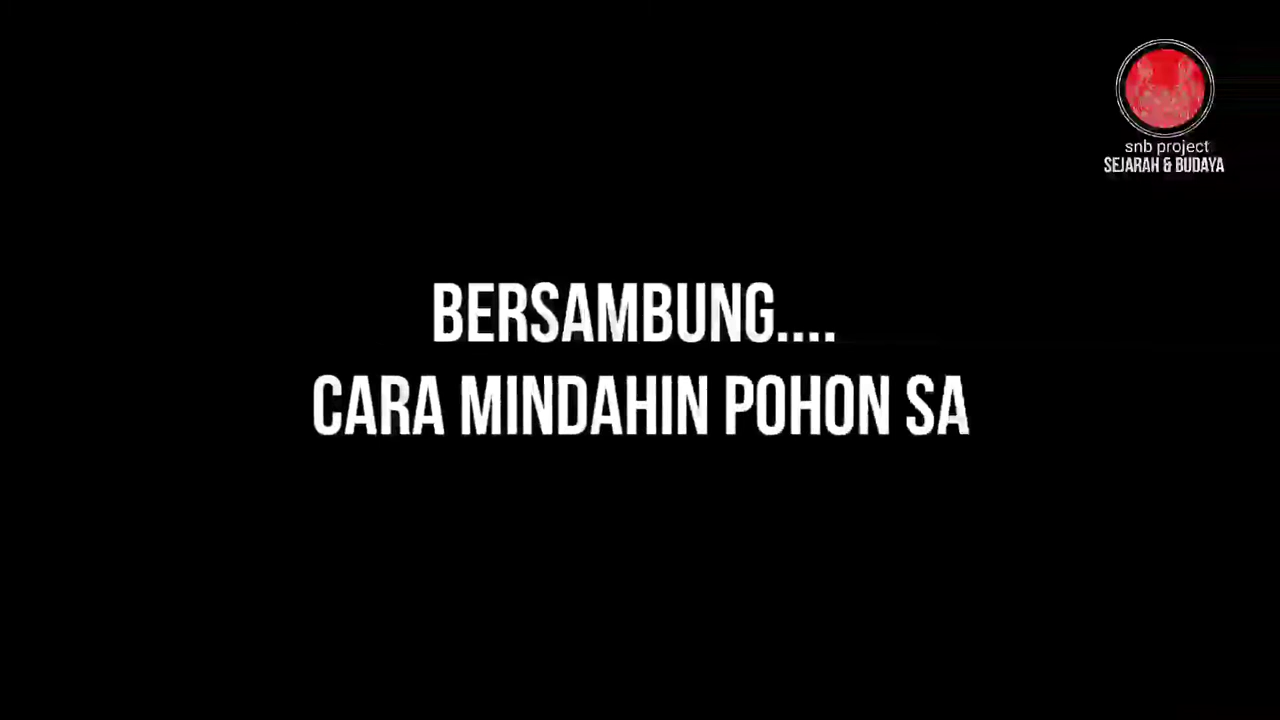 snb project
SEJARAH & BUDAYA
BERSAMBUNG....
CARA MINDAHIN POHON SA